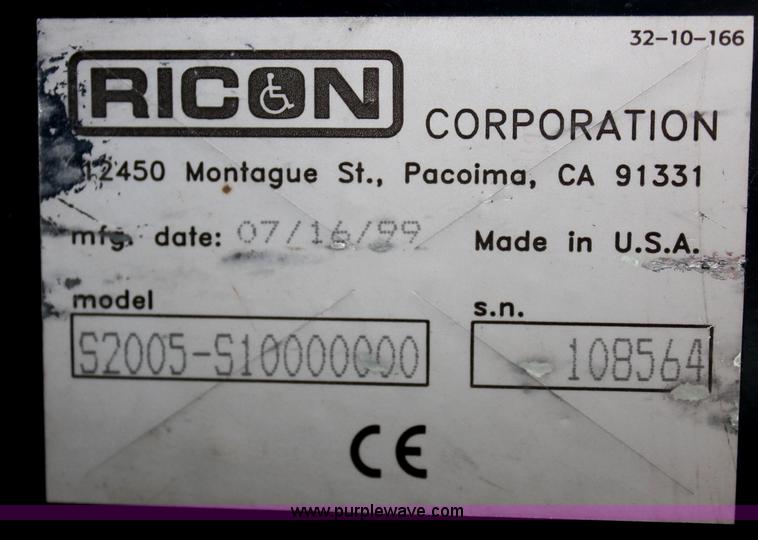 32-10-166
RICON CORPORATION
12450 Montague St., Pacoima, CA 91331
mfg. date: 07/16/99 Made in U.S.A.
model s.n.
S2005-S10000000 108564
CE
www.purplewave.com